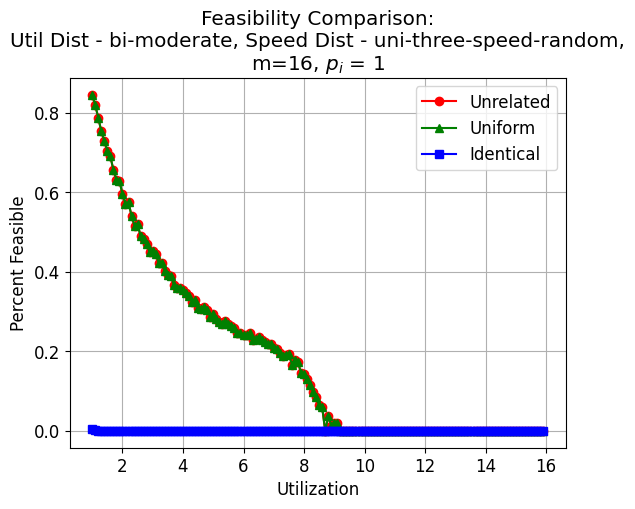 Feasibility Comparison:
Util Dist - bi-moderate, Speed Dist - uni-three-speed-random,
m=16, $p_i$ = 1
Unrelated
Uniform
Identical
Percent Feasible
0.8
0.6
0.4
0.2
0.0
2 4 6 8 10 12 14 16
Utilization